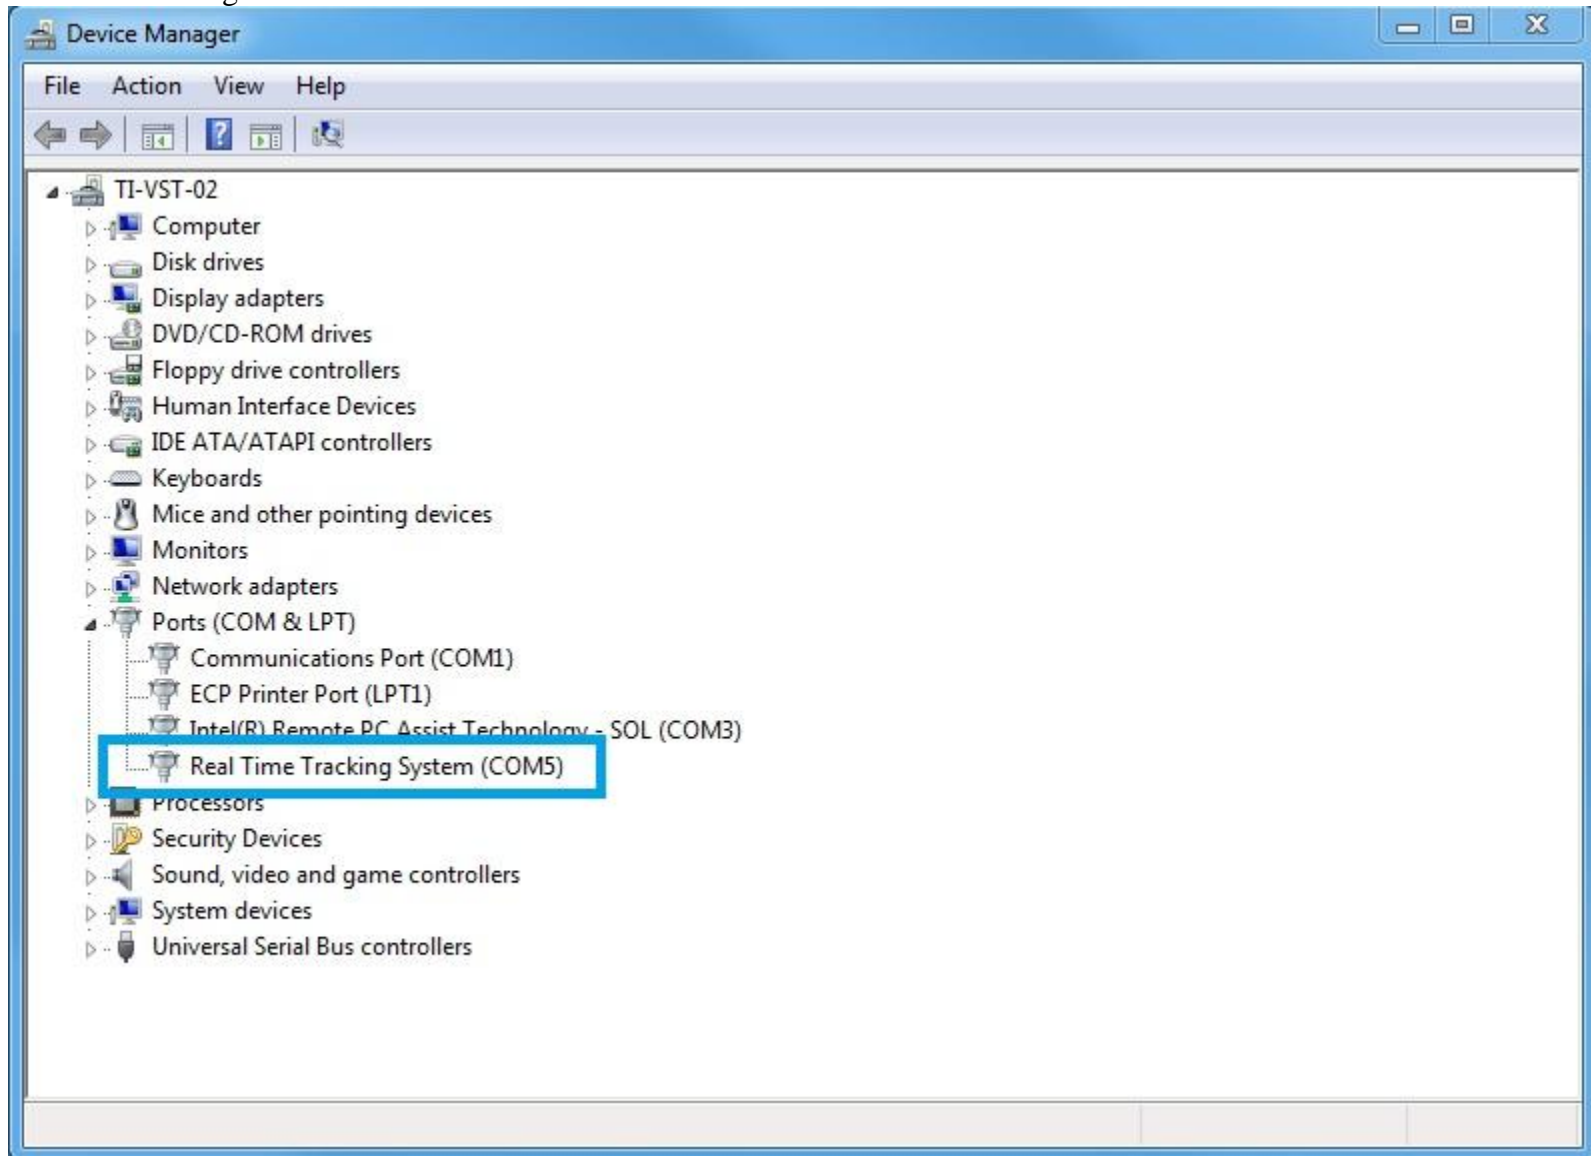 Device Manager
File Action View Help
TI-VST-02
Computer
Disk drives
Display adapters
DVD/CD-ROM drives
Floppy drive controllers
Human Interface Devices
IDE ATA/ATAPI controllers
Keyboards
Mice and other pointing devices
Monitors
Network adapters
Ports (COM & LPT)
Communications Port (COM1)
ECP Printer Port (LPT1)
Intel(R) Remote PC Assist Technology - SOL (COM3)
Real Time Tracking System (COM5)
Processors
Security Devices
Sound, video and game controllers
System devices
Universal Serial Bus controllers